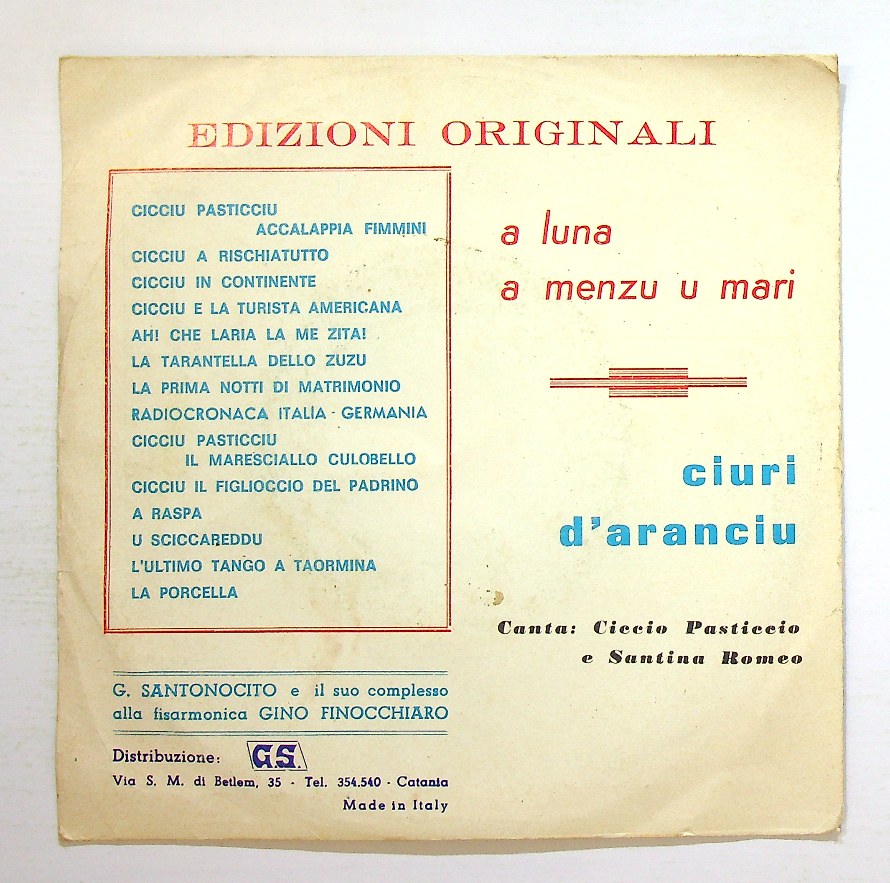 EDIZIONI ORIGINALI
CICCIU PASTICCIU
ACCALAPPIA FIMMINI
CICCIU A RISCHIATUTTO
CICCIU IN CONTINENTE
CICCIU E LA TURISTA AMERICANA
AH! CHE LARIA LA ME ZITA!
LA TARANTELLA DELLO ZUZU
LA PRIMA NOTTI DI MATRIMONIO
RADIOCRONACA ITALIA - GERMANIA
CICCIU PASTICCIU
IL MARESCIALLO CULOBELLO
CICCIU IL FIGLIOCCIO DEL PADRINO
A RASPA
U SCICCAREDDU
L'ULTIMO TANGO A TAORMINA
LA PORCELLA
a luna
a menzu u mari
ciuri
d'aranciu
Canta: Ciccio Pasticcio
e Santina Romeo
G. SANTONOCITO e il suo complesso
alla fisarmonica GINO FINOCCHIARO
Distribuzione: G.S.
Via S. M. di Betlem, 35 - Tel. 354.540 - Catania
Made in Italy